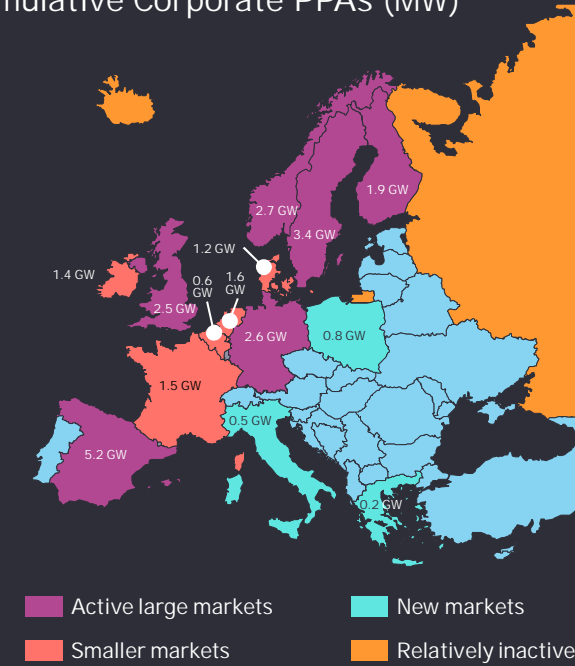 mulative Corporate PPAs (MW)
1.9 GW
2.7 GW
3.4 GW
1.2 GW
1.4 GW
0.6
GW
1.6
GW
2.5 GW
2.6 GW
0.8 GW
1.5 GW
0.5 GW
5.2 GW
0.2 GW
Active large markets
New markets
Smaller markets
Relatively inactive